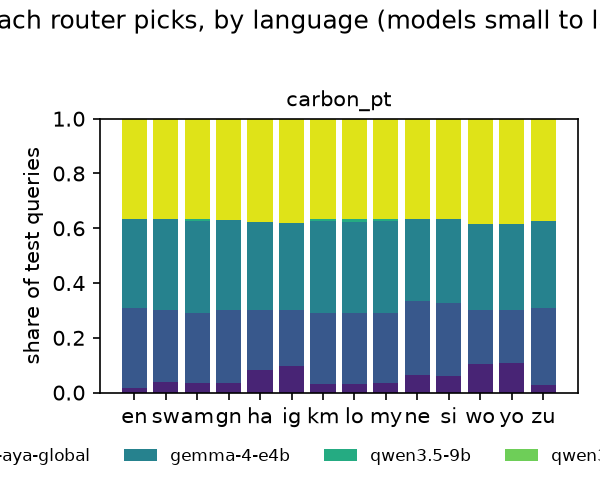 ach router picks, by language (models small to l
carbon_pt
share of test queries
1.0
0.8
0.6
0.4
0.2
0.0
en sw am gn ha ig km lo my ne si wo yo zu
-aya-global gemma-4-e4b qwen3.5-9b qwen3